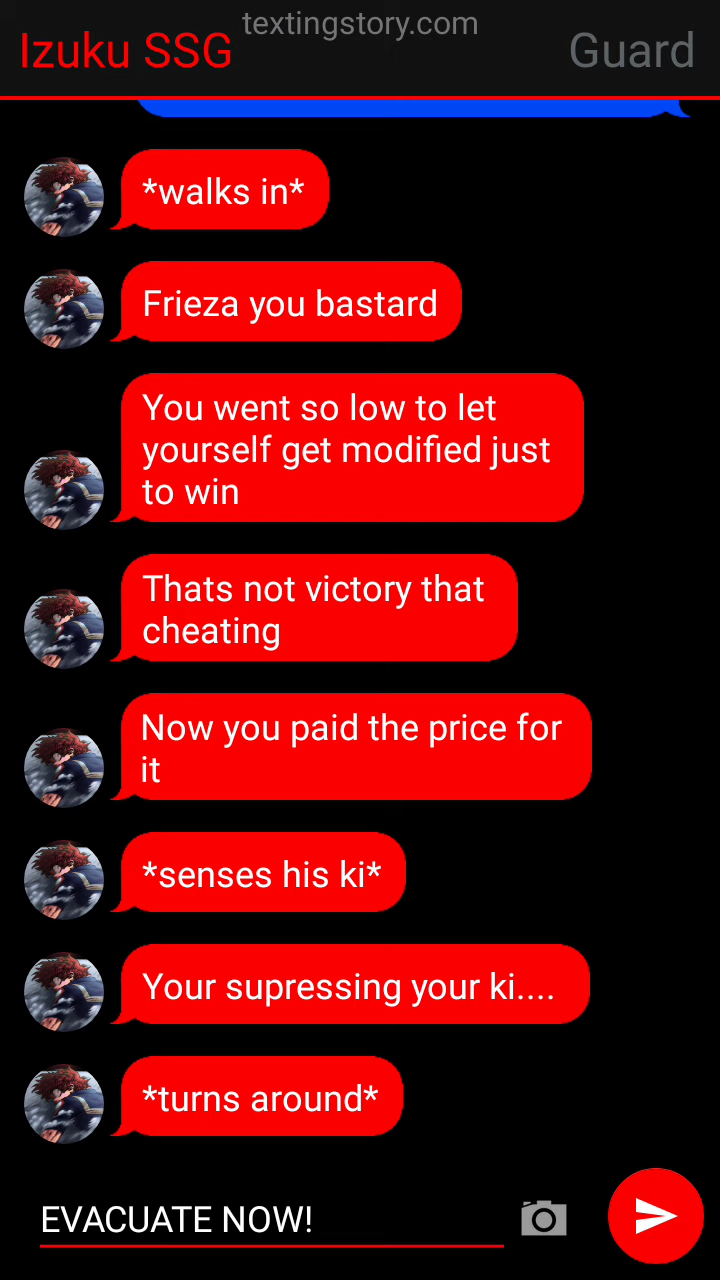 textingstory.com
Izuku SSG
Guard
*walks in*
Frieza you bastard
You went so low to let
yourself get modified just
to win
Thats not victory that
cheating
Now you paid the price for
it
*senses his ki*
Your supressing your ki....
*turns around*
EVACUATE NOW!